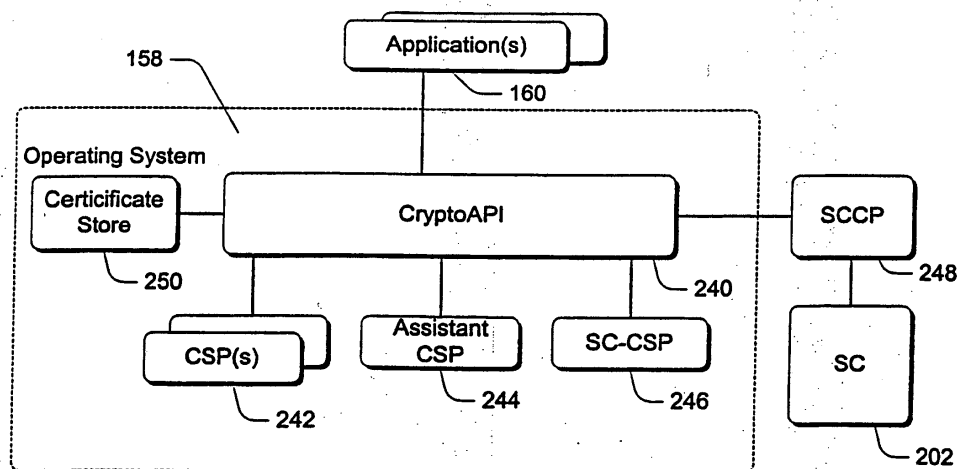 Application(s)
158
160
Operating System
Certicificate
Store
CryptoAPI
SCCP
250
240
248
CSP(s)
Assistant
CSP
SC-CSP
SC
242
244
246
202